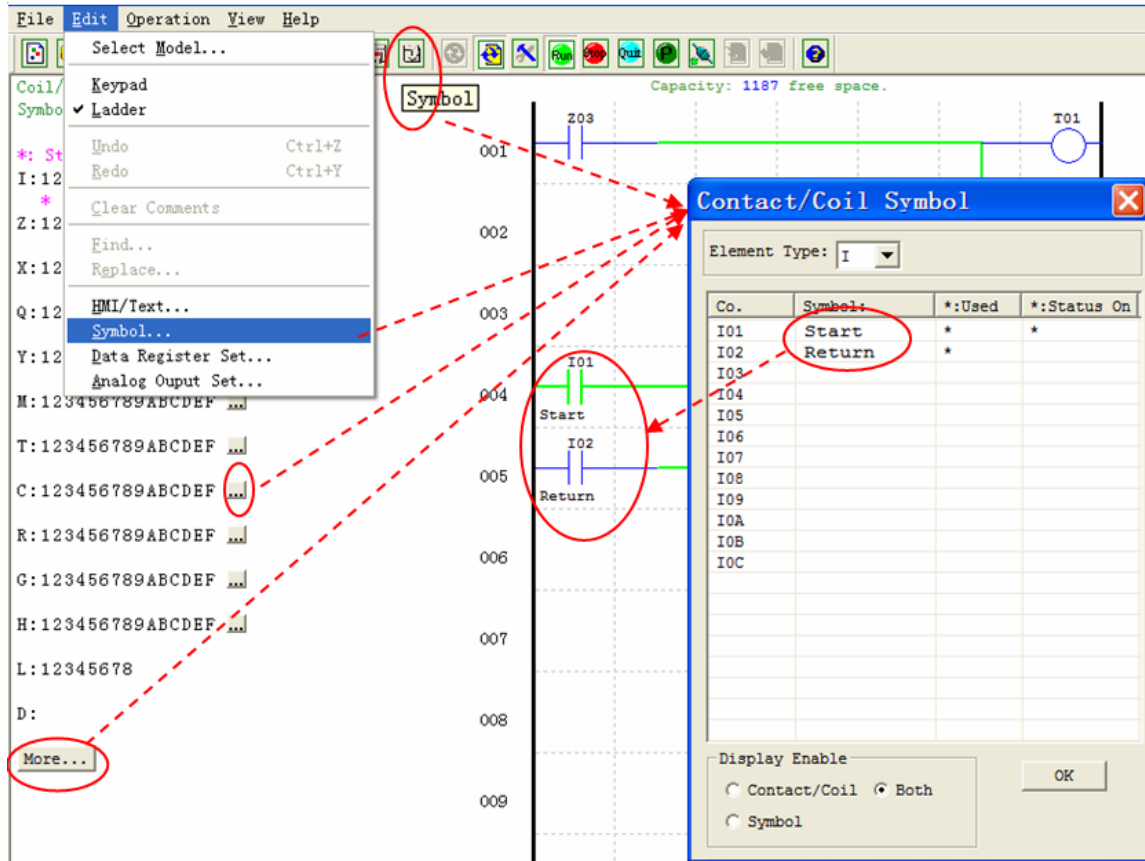 File Edit Operation View Help
Select Model...
Keypad
✔ Ladder
Undo Ctrl+Z
Redo Ctrl+Y
Clear Comments
Find...
Replace...
HMI/Text...
Symbol...
Data Register Set...
Analog Ouput Set...
Run Stop Quit P
Symbol
Coil/
Symbo
*: St
I:12
*
Z:12
X:12
Q:12
Y:12
M:123456789ABCDEF ...
T:123456789ABCDEF ...
C:123456789ABCDEF ...
R:123456789ABCDEF ...
G:123456789ABCDEF ...
H:123456789ABCDEF ...
L:12345678
D:
More...
Capacity: 1187 free space.
Z03 T01
001
002
003
I01
004
Start
I02
005
Return
006
007
008
009
Contact/Coil Symbol
Element Type: I
Co. Symbol: *:Used *:Status On
I01 Start * *
I02 Return *
I03
I04
I05
I06
I07
I08
I09
I0A
I0B
I0C
Display Enable
Contact/Coil Both
Symbol
OK